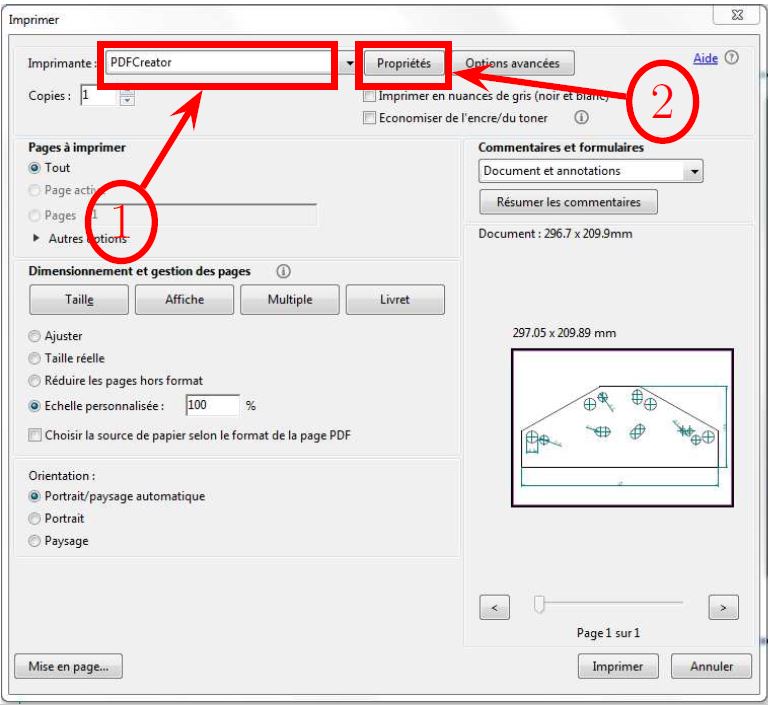 Imprimer
Imprimante : PDFCreator Propriétés Options avancées Aide
Copies : 1 Imprimer en nuances de gris (noir et blanc)
Economiser de l'encre/du toner
2
Pages à imprimer
Tout
Page active
Pages 1
Autres options
1
Commentaires et formulaires
Document et annotations
Résumer les commentaires
Document : 296.7 x 209.9mm
Dimensionnement et gestion des pages
Taille Affiche Multiple Livret
Ajuster
Taille réelle
Réduire les pages hors format
Echelle personnalisée : 100 %
Choisir la source de papier selon le format de la page PDF
297.05 x 209.89 mm
Orientation :
Portrait/paysage automatique
Portrait
Paysage
< >
Page 1 sur 1
Mise en page... Imprimer Annuler